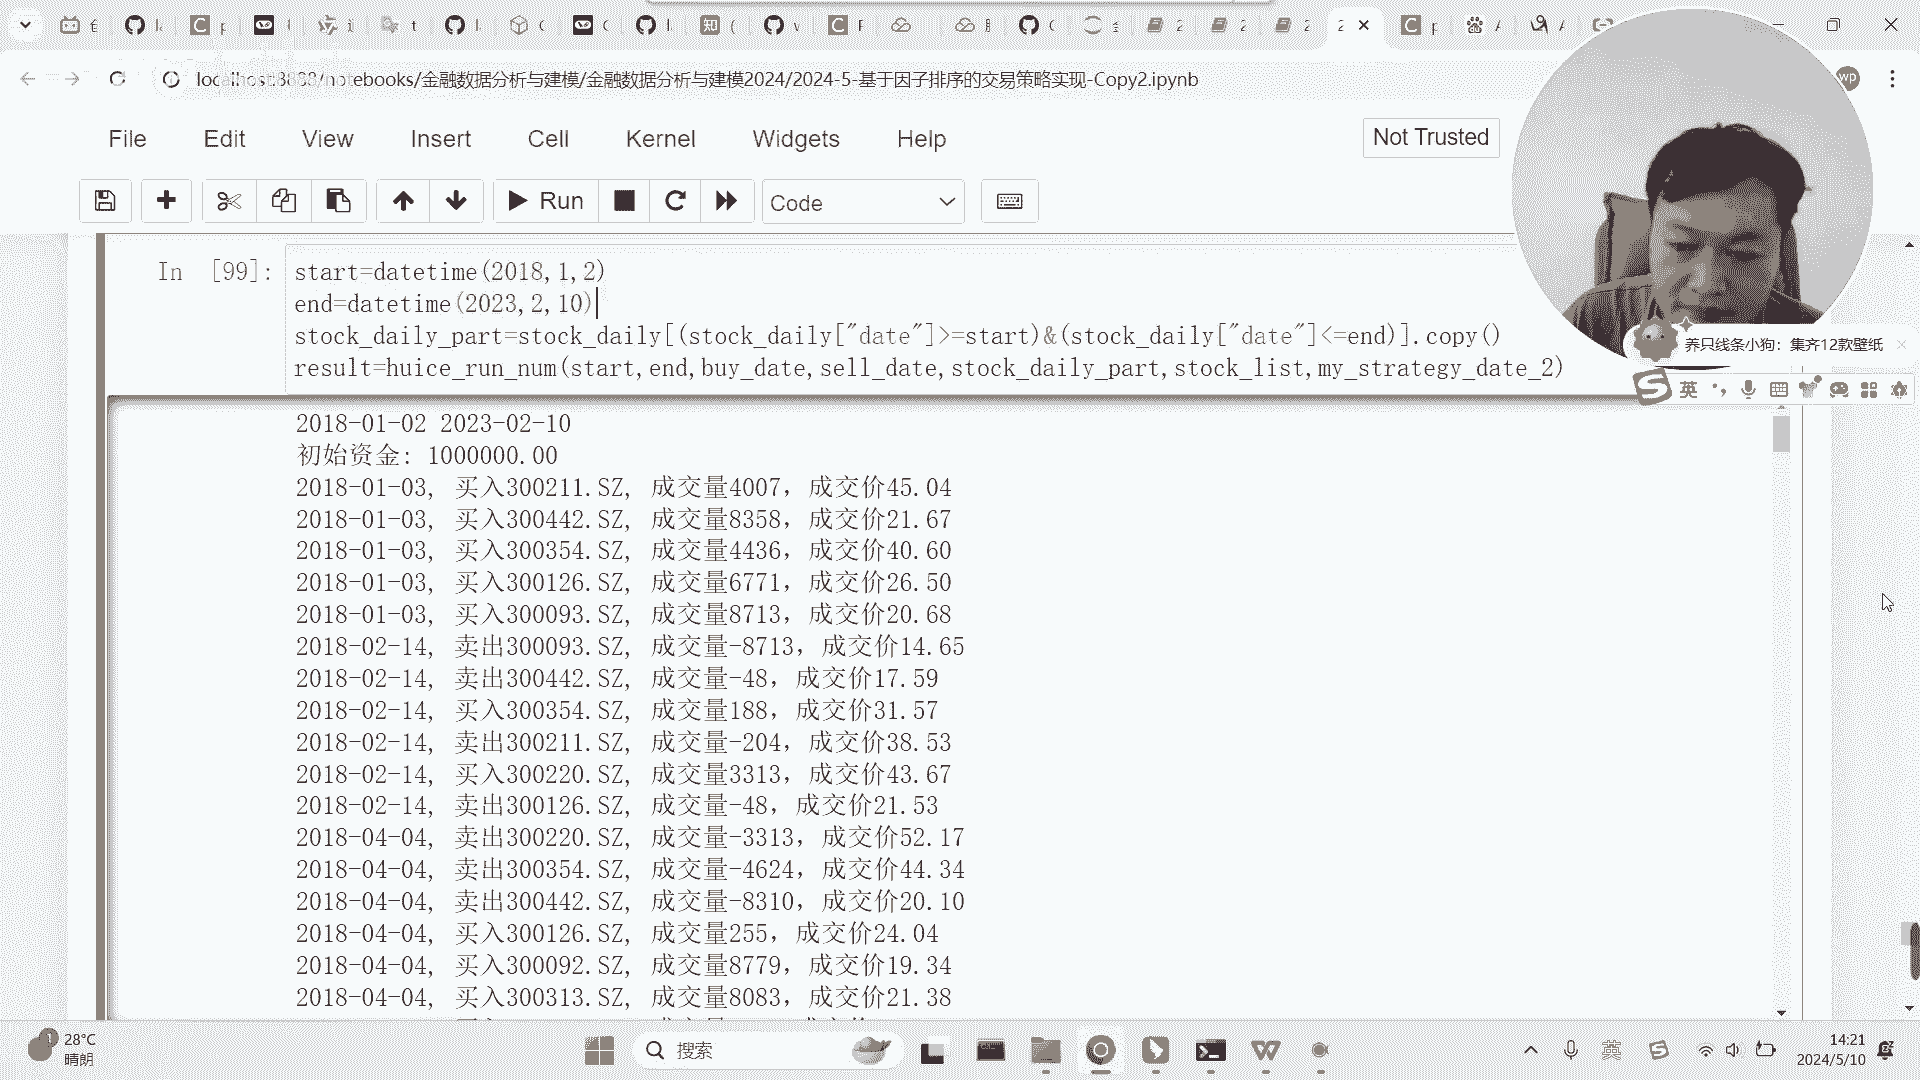 localhost:8888/notebooks/金融数据分析与建模/金融数据分析与建模2024/2024-5-基于因子排序的交易策略实现-Copy2.ipynb
wp
File Edit View Insert Cell Kernel Widgets Help
Not Trusted
Run
Code
In [99]:
start=datetime(2018,1,2)
end=datetime(2023,2,10)
stock_daily_part=stock_daily[(stock_daily["date"]>=start)&(stock_daily["date"]<=end)].copy()
result=huice_run_num(start,end,buy_date,sell_date,stock_daily_part,stock_list,my_strategy_date_2)
养只线条小狗：集齐12款壁纸
英
2018-01-02 2023-02-10
初始资金: 1000000.00
2018-01-03, 买入300211.SZ, 成交量4007，成交价45.04
2018-01-03, 买入300442.SZ, 成交量8358，成交价21.67
2018-01-03, 买入300354.SZ, 成交量4436，成交价40.60
2018-01-03, 买入300126.SZ, 成交量6771，成交价26.50
2018-01-03, 买入300093.SZ, 成交量8713，成交价20.68
2018-02-14, 卖出300093.SZ, 成交量-8713，成交价14.65
2018-02-14, 卖出300442.SZ, 成交量-48，成交价17.59
2018-02-14, 买入300354.SZ, 成交量188，成交价31.57
2018-02-14, 卖出300211.SZ, 成交量-204，成交价38.53
2018-02-14, 买入300220.SZ, 成交量3313，成交价43.67
2018-02-14, 卖出300126.SZ, 成交量-48，成交价21.53
2018-04-04, 卖出300220.SZ, 成交量-3313，成交价52.17
2018-04-04, 卖出300354.SZ, 成交量-4624，成交价44.34
2018-04-04, 卖出300442.SZ, 成交量-8310，成交价20.10
2018-04-04, 买入300126.SZ, 成交量255，成交价24.04
2018-04-04, 买入300092.SZ, 成交量8779，成交价19.34
2018-04-04, 买入300313.SZ, 成交量8083，成交价21.38
28°C
晴朗
搜索
英
14:21
2024/5/10